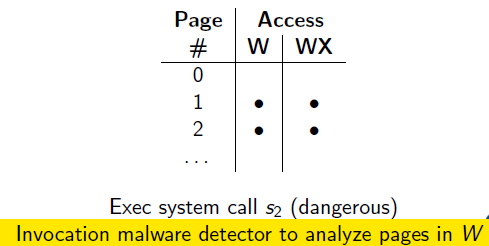 Page Access
# W WX
0
1 • •
2 • •
...
Exec system call s₂ (dangerous)
Invocation malware detector to analyze pages in W